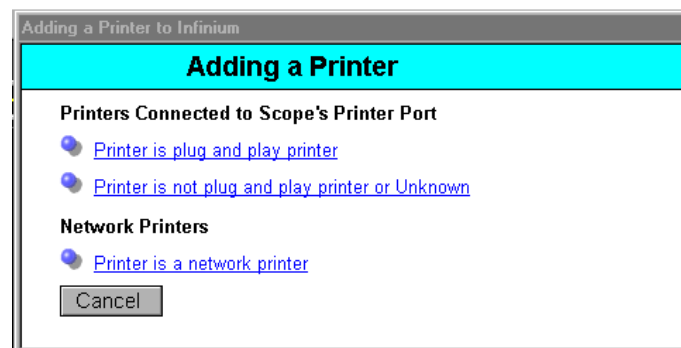 Adding a Printer to Infinium
Adding a Printer
Printers Connected to Scope's Printer Port
Printer is plug and play printer
Printer is not plug and play printer or Unknown
Network Printers
Printer is a network printer
Cancel